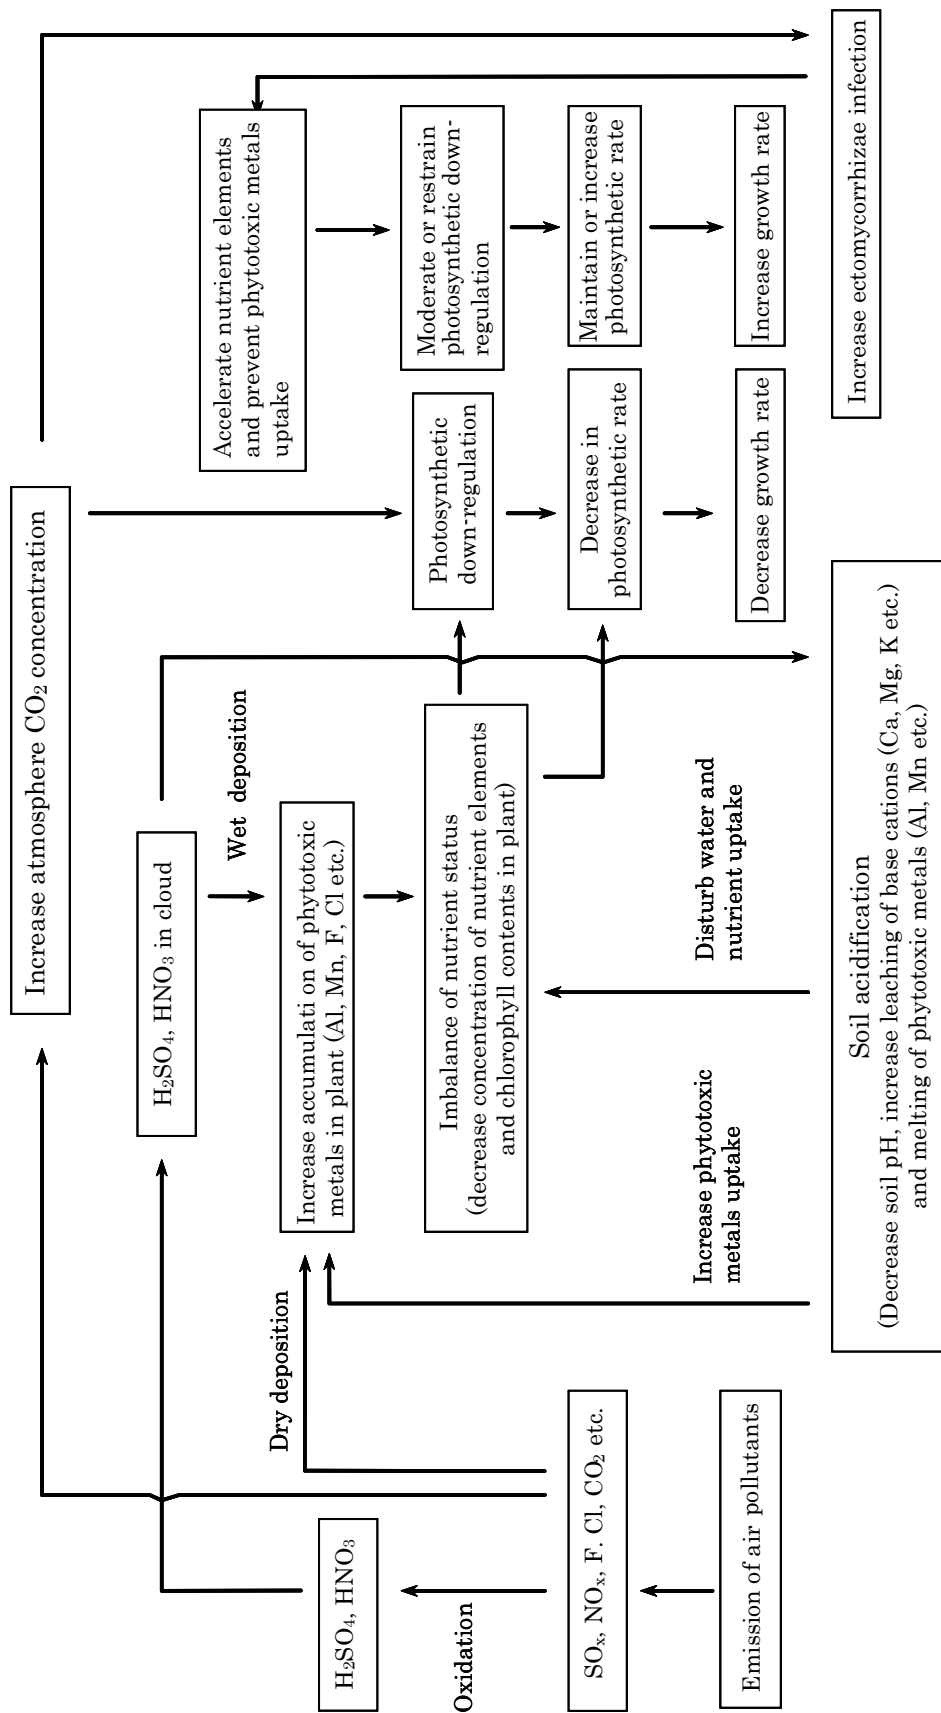 Increase atmosphere CO₂ concentration
H₂SO₄, HNO₃ in cloud
Wet deposition
Accelerate nutrient elements
and prevent phytotoxic metals
uptake
H₂SO₄, HNO₃
Dry deposition
Increase accumulati on of phytotoxic
metals in plant (Al, Mn, F, Cl etc.)
Oxidation
Imbalance of nutrient status
(decrease concentration of nutrient elements
and chlorophyll contents in plant)
Photosynthetic
down-regulation
Moderate or restrain
photosynthetic down-
regulation
SOₓ, NOₓ, F. Cl, CO₂ etc.
Decrease in
photosynthetic rate
Maintain or increase
photosynthetic rate
Emission of air pollutants
Increase phytotoxic
metals uptake
Disturb water and
nutrient uptake
Decrease growth rate
Increase growth rate
Soil acidification
(Decrease soil pH, increase leaching of base cations (Ca, Mg, K etc.)
and melting of phytotoxic metals (Al, Mn etc.)
Increase ectomycorrhizae infection